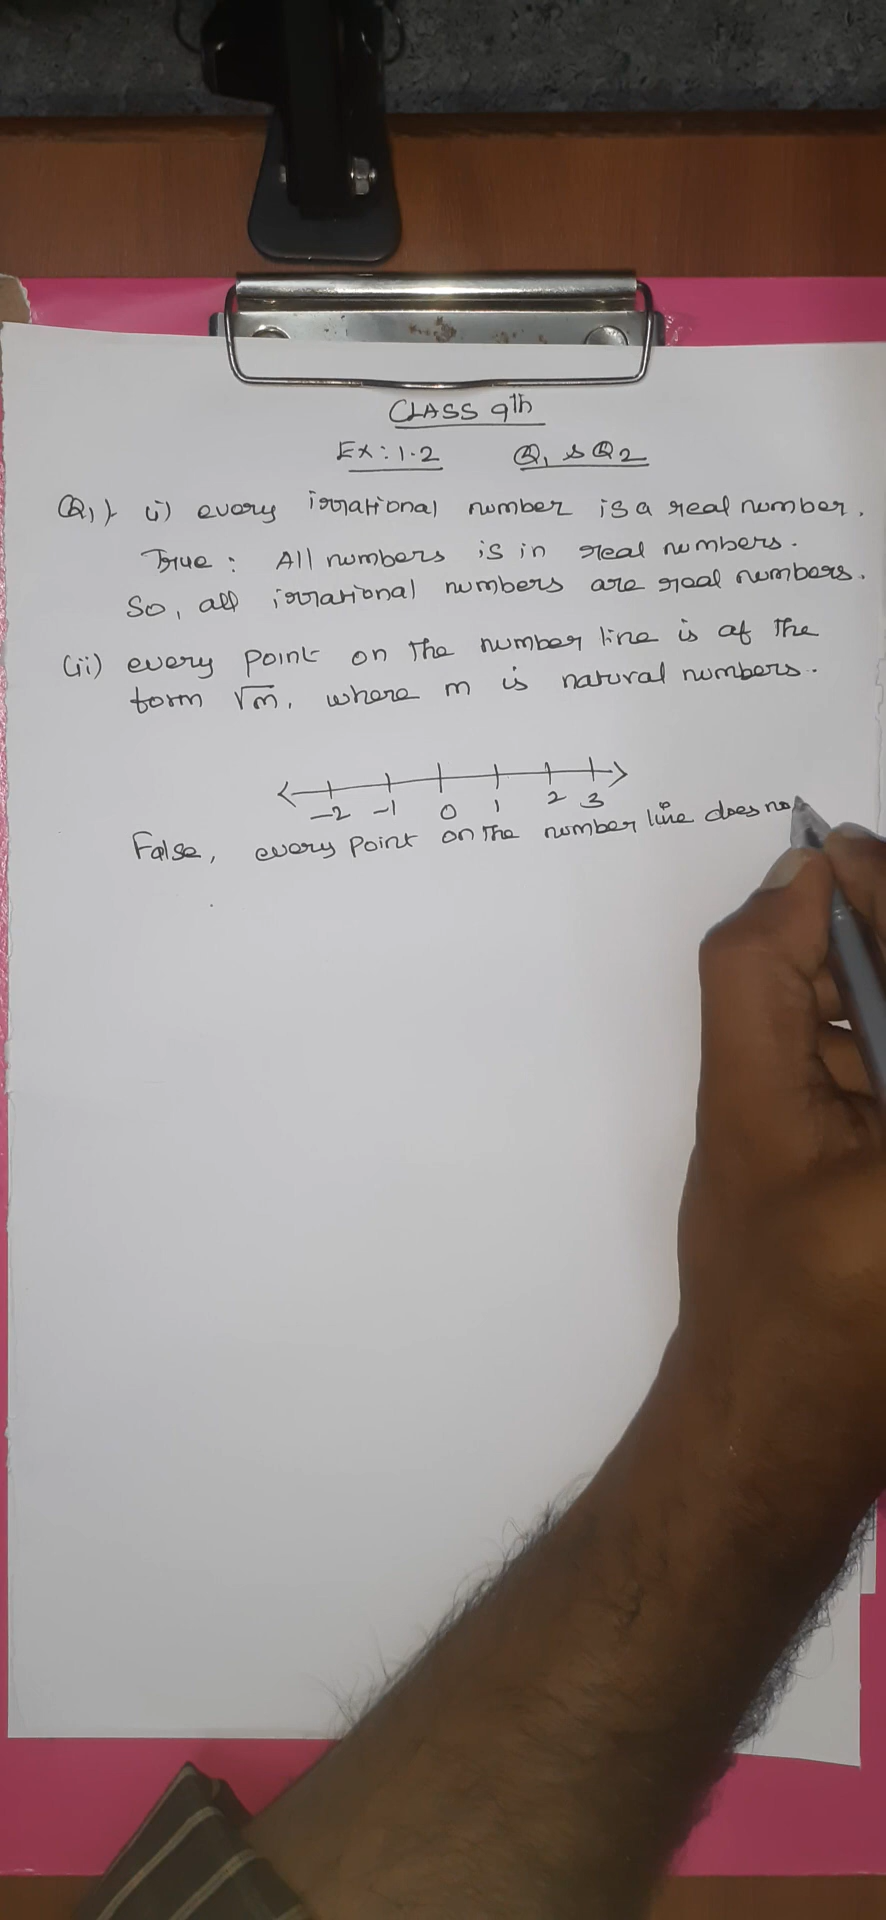 CLASS 9th
Ex: 1.2 Q1 & Q2
Q1) (i) every irrational number is a real number.
True: All numbers is in real numbers.
So, all irrational numbers are real numbers.
(ii) every point on the number line is of the
form √m, where m is natural numbers.
-2 -1 0 1 2 3
False, every point on the number line does no